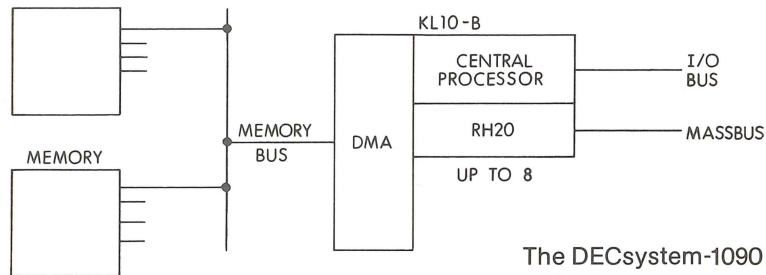 KL10-B
CENTRAL
PROCESSOR
I/O
BUS
MEMORY
BUS
DMA
RH20
MASSBUS
MEMORY
UP TO 8
The DECsystem-1090